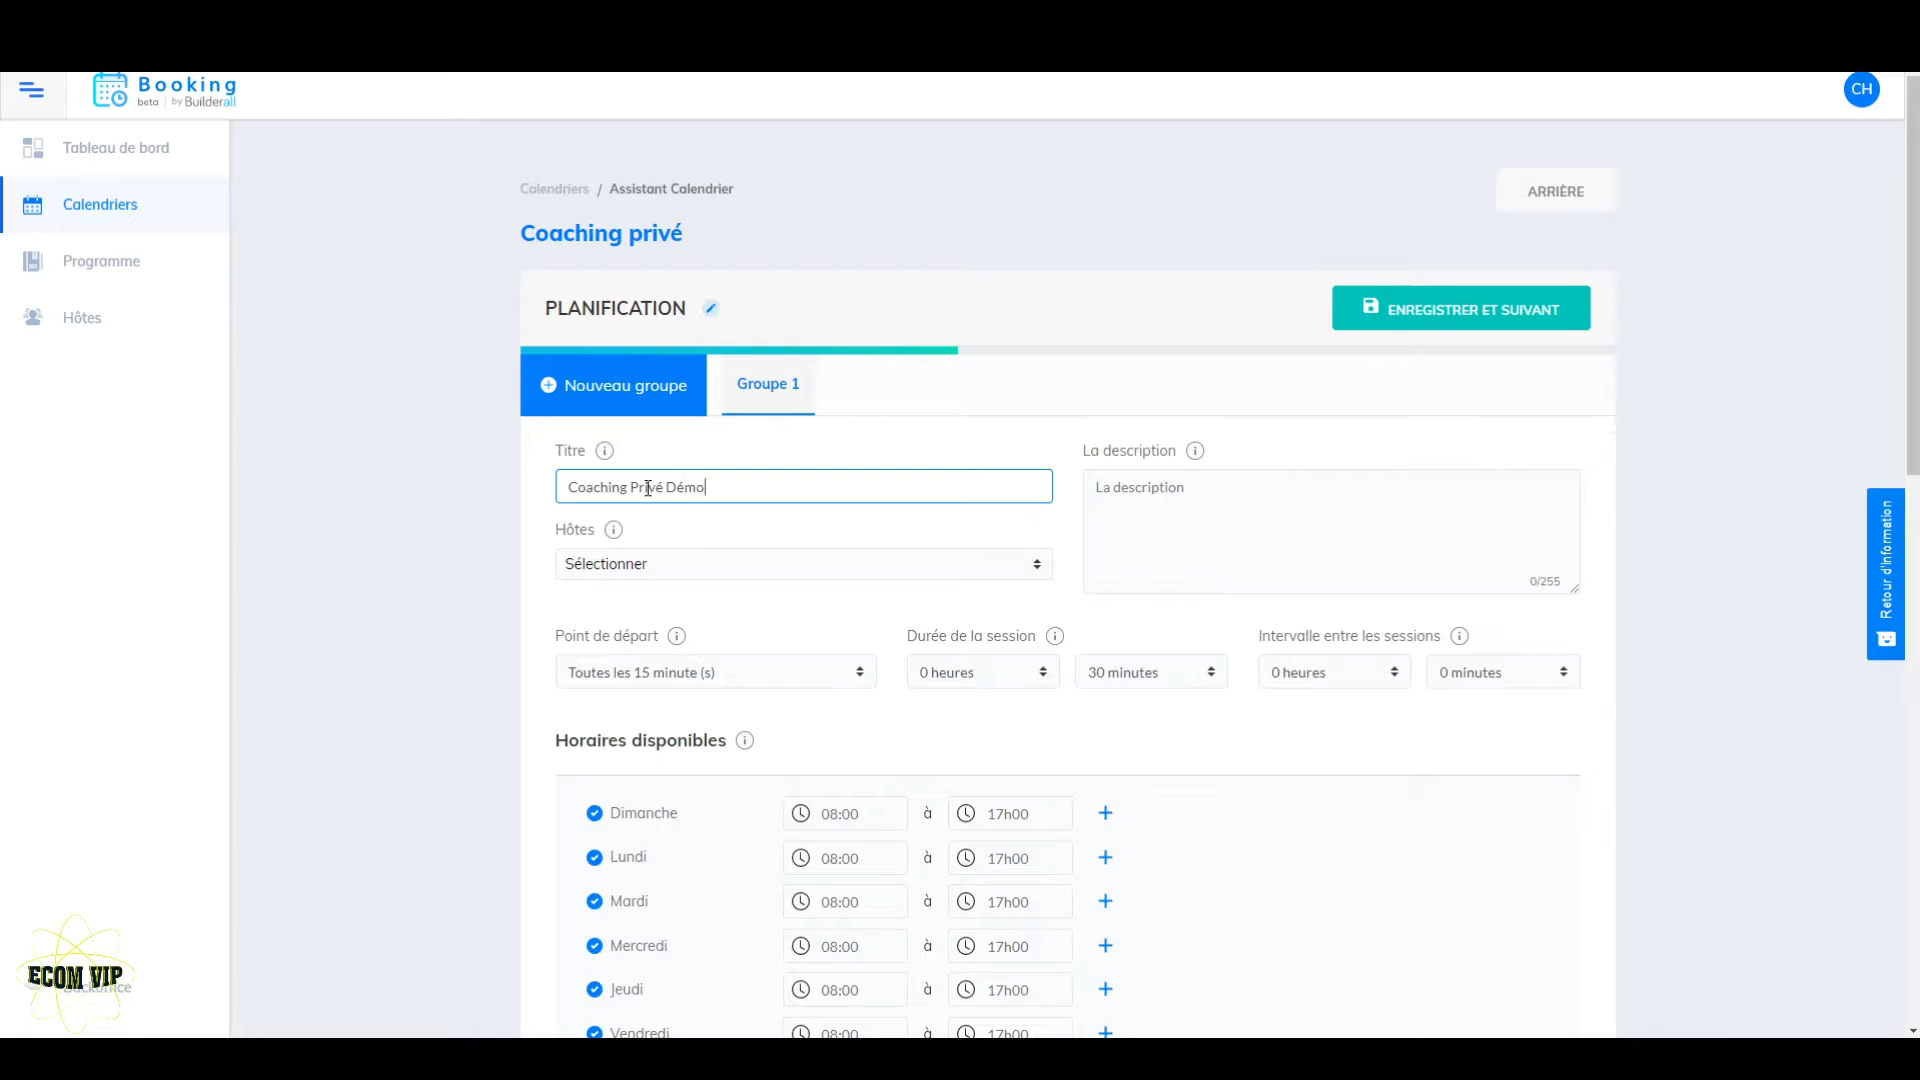 Booking
beta | by Builderall
CH
Tableau de bord
Calendriers
Programme
Hôtes
Calendriers / Assistant Calendrier
ARRIÈRE
Coaching privé
PLANIFICATION
ENREGISTRER ET SUIVANT
Nouveau groupe
Groupe 1
Titre
La description
Coaching Privé Démo
La description
0/255
Hôtes
Sélectionner
Point de départ
Durée de la session
Intervalle entre les sessions
Toutes les 15 minute (s)
0 heures
30 minutes
0 heures
0 minutes
Horaires disponibles
Dimanche 08:00 à 17h00
Lundi 08:00 à 17h00
Mardi 08:00 à 17h00
Mercredi 08:00 à 17h00
Jeudi 08:00 à 17h00
Vendredi 08:00 à 17h00
Retour d'information
ECOM VIP